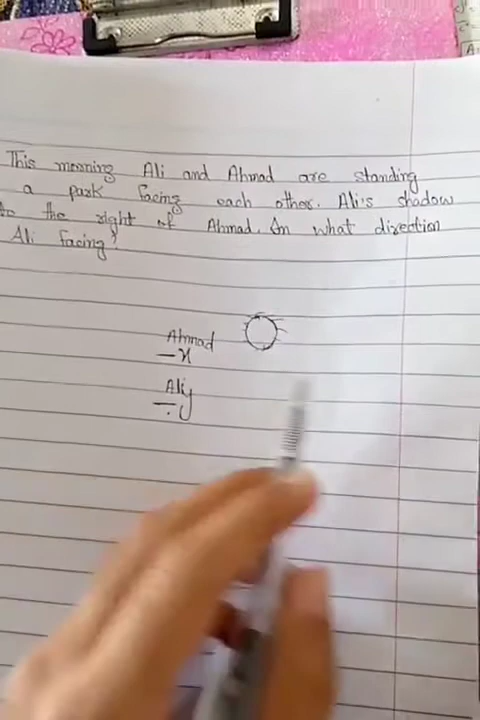 This morning Ali and Ahmad are standing
a park facing each other. Ali's shadow
to the right of Ahmad. In what direction
Ali facing?
Ahmad
Ali